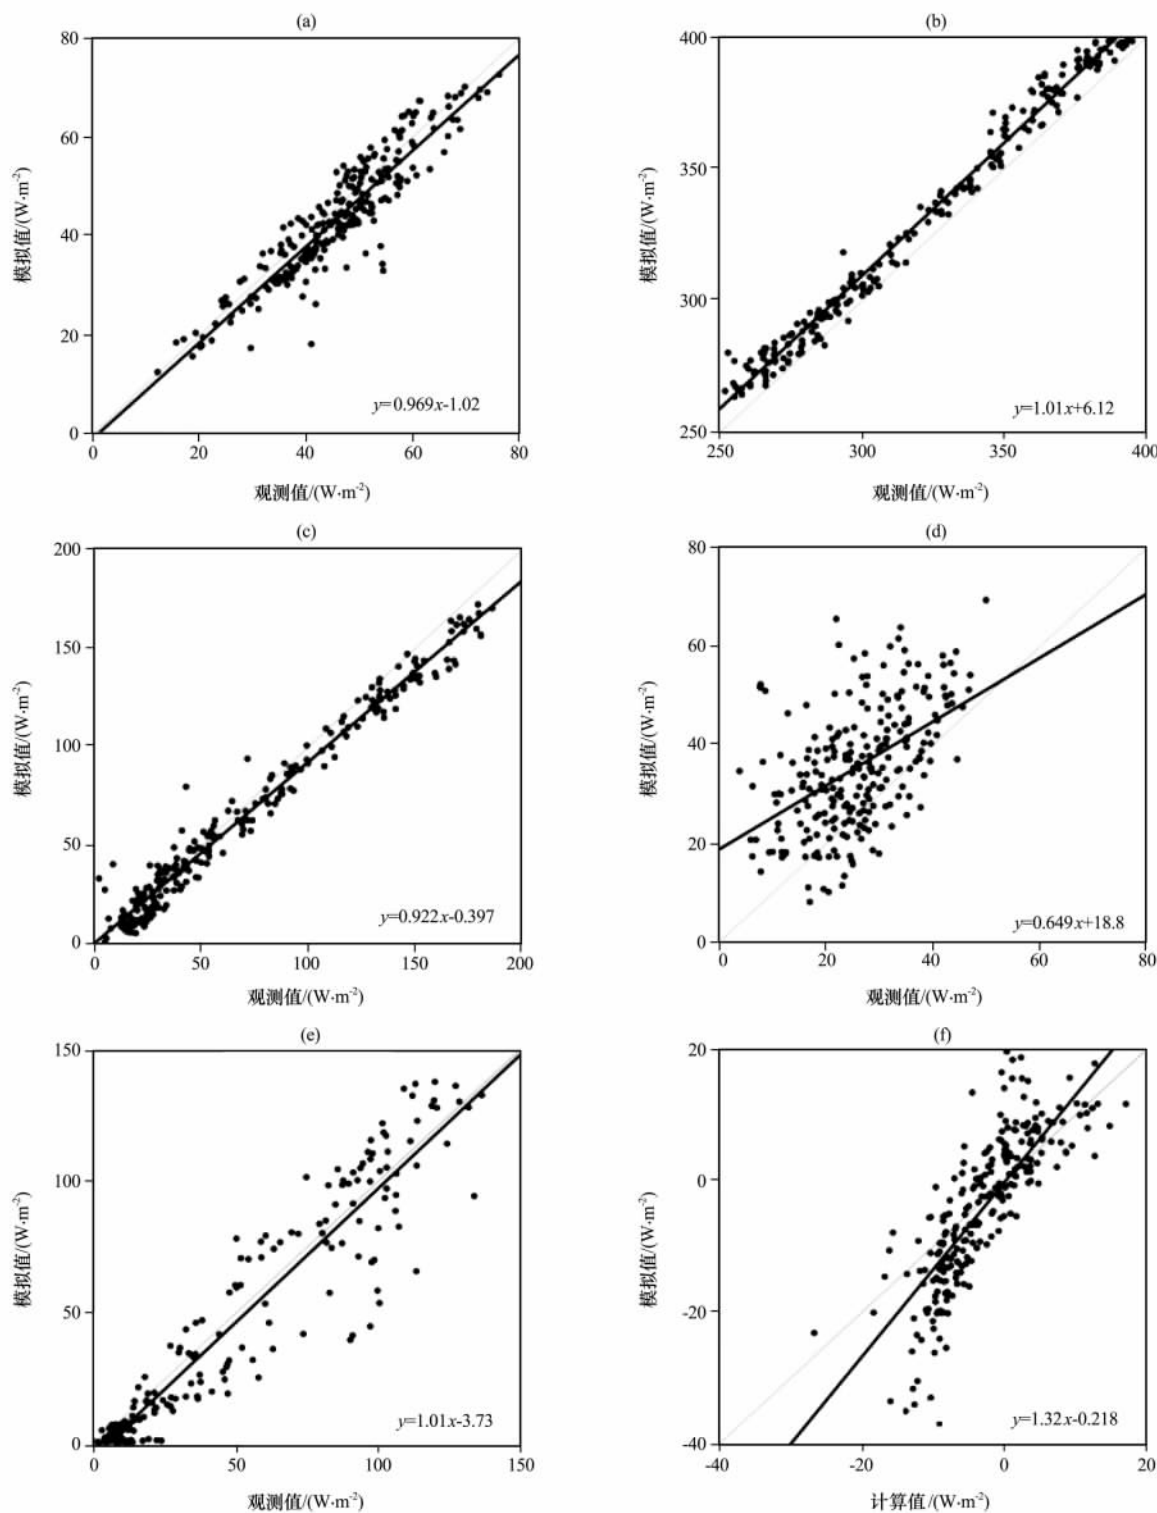 (a)
80
60
40
20
0
0 20 40 60 80
模拟值/(W·m-2)
y=0.969x-1.02
观测值/(W·m-2)
(b)
400
350
300
250
250 300 350 400
模拟值/(W·m-2)
y=1.01x+6.12
观测值/(W·m-2)
(c)
200
150
100
50
0
0 50 100 150 200
模拟值/(W·m-2)
y=0.922x-0.397
观测值/(W·m-2)
(d)
80
60
40
20
0
0 20 40 60 80
模拟值/(W·m-2)
y=0.649x+18.8
观测值/(W·m-2)
(e)
150
100
50
0
0 50 100 150
模拟值/(W·m-2)
y=1.01x-3.73
观测值/(W·m-2)
(f)
20
0
-20
-40
-40 -20 0 20
模拟值/(W·m-2)
y=1.32x-0.218
计算值/(W·m-2)